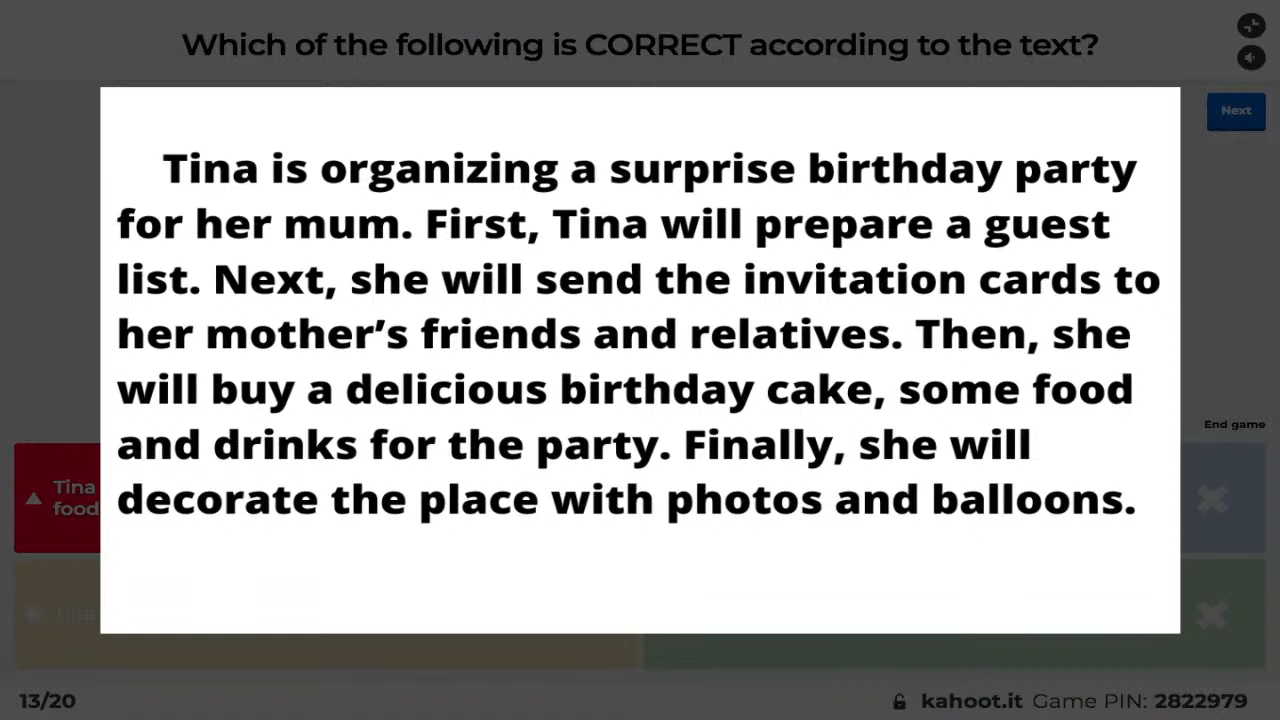 Which of the following is CORRECT according to the text?
Next
Tina is organizing a surprise birthday party
for her mum. First, Tina will prepare a guest
list. Next, she will send the invitation cards to
her mother’s friends and relatives. Then, she
will buy a delicious birthday cake, some food
and drinks for the party. Finally, she will
decorate the place with photos and balloons.
End game
Tina
food
13/20
kahoot.it Game PIN: 2822979